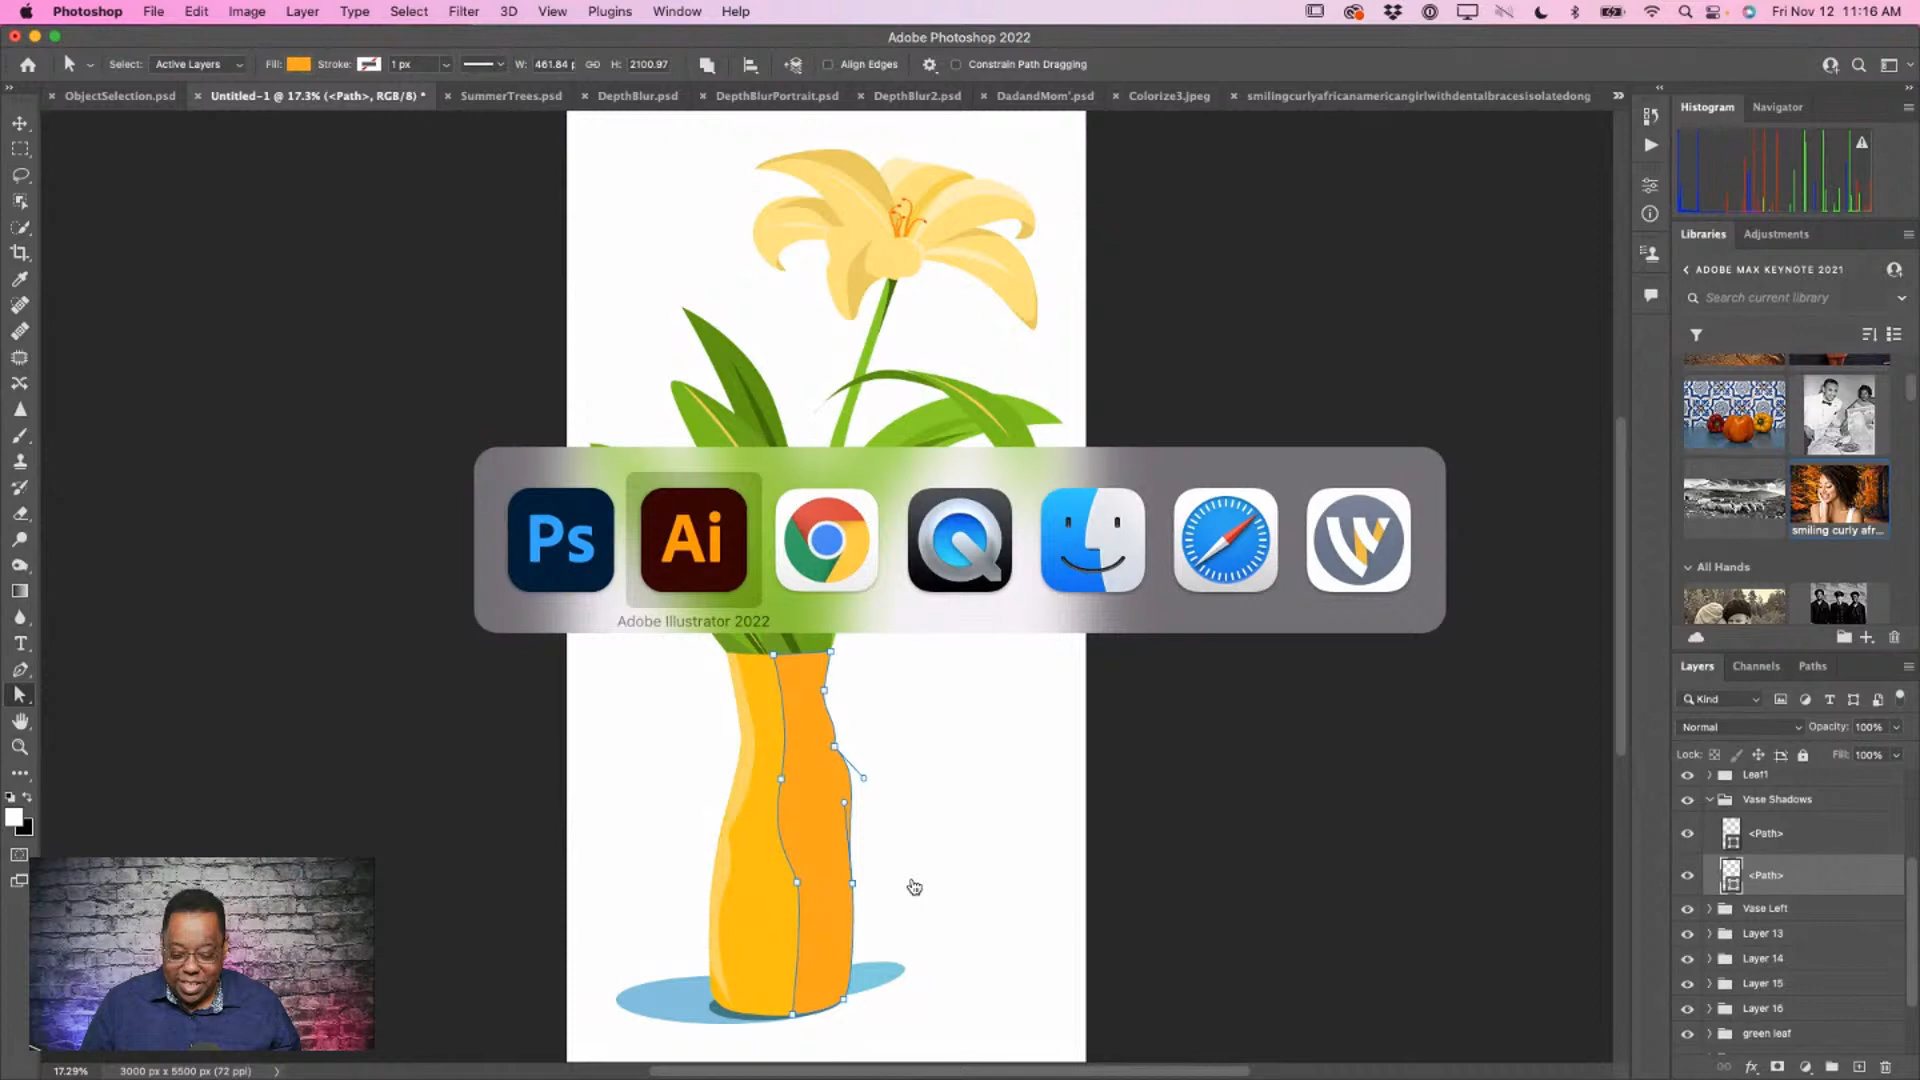 Photoshop File Edit Image Layer Type Select Filter 3D View Plugins Window Help Fri Nov 12 11:16 AM
Adobe Photoshop 2022
Select: Active Layers Fill: Stroke: 1 px W: 461.84 H: 2100.97 Align Edges Constrain Path Dragging
ObjectSelection.psd Untitled-1 @ 17.3% (<Path>, RGB/8) * SummerTrees.psd DepthBlur.psd DepthBlurPortrait.psd DepthBlur2.psd DadandMom'.psd Colorize3.jpeg smilingcurlyafricanamericangirlwithdentalbracesisolatedong
Histogram Navigator
Libraries Adjustments
ADOBE MAX KEYNOTE 2021
Search current library
smiling curly afr...
All Hands
Ps Ai
Adobe Illustrator 2022
Layers Channels Paths
Kind
Normal Opacity: 100%
Lock: Fill: 100%
Leaf1
Vase Shadows
<Path>
<Path>
Vase Left
Layer 13
Layer 14
Layer 15
Layer 16
green leaf
17.29% 3000 px x 5500 px (72 ppi)